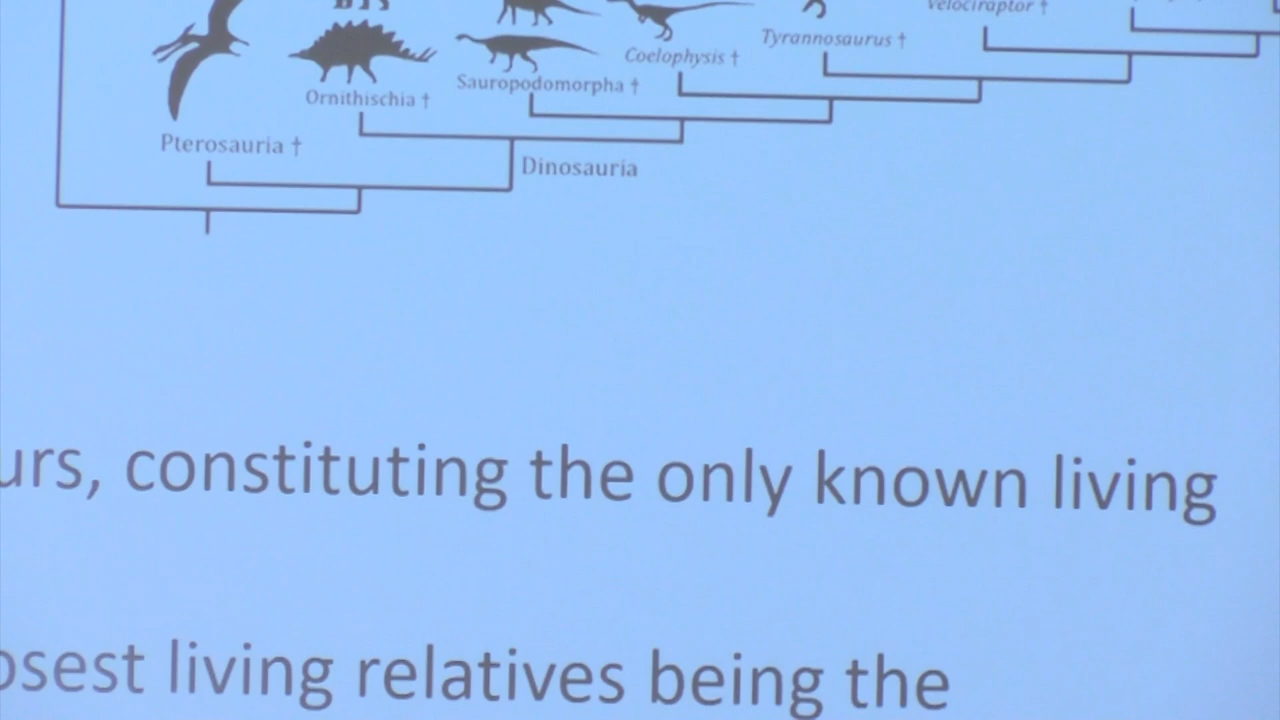 Velociraptor †
Tyrannosaurus †
Coelophysis †
Sauropodomorpha †
Ornithischia †
Pterosauria †
Dinosauria
urs, constituting the only known living
osest living relatives being the